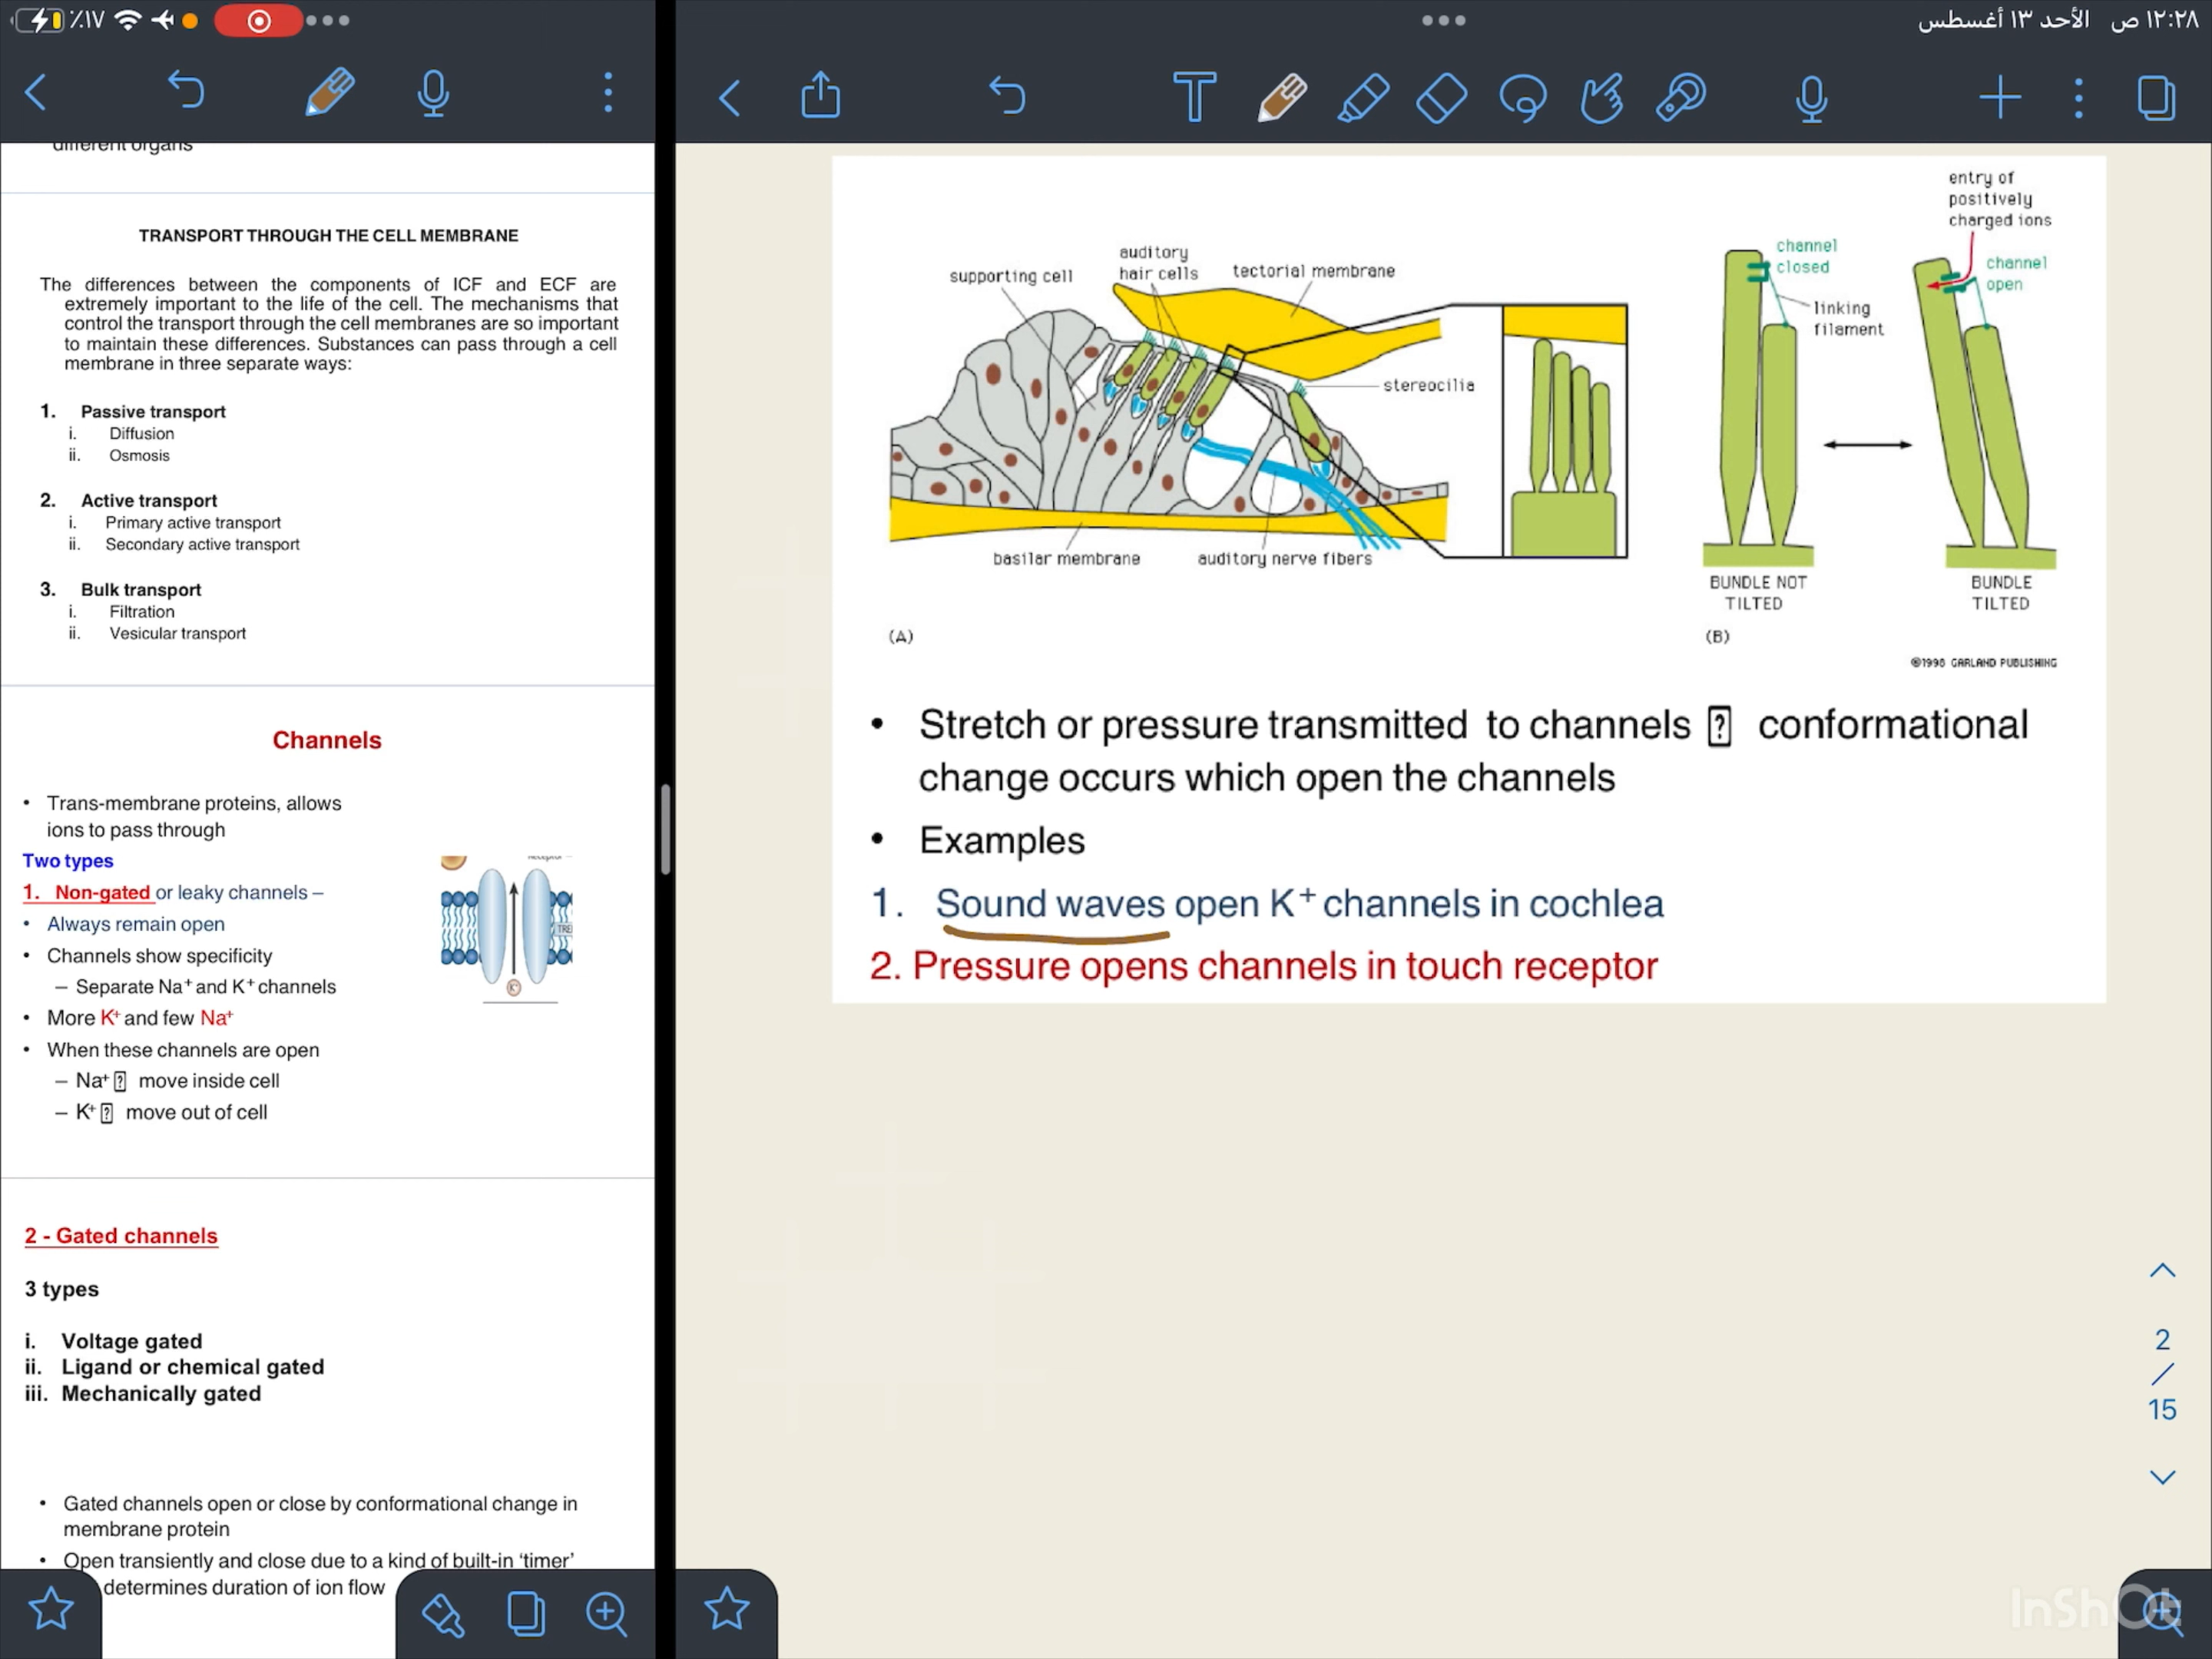 ٪١٧
١٢:٢٨ ص الأحد ١٣ أغسطس
different organs
TRANSPORT THROUGH THE CELL MEMBRANE
The differences between the components of ICF and ECF are
extremely important to the life of the cell. The mechanisms that
control the transport through the cell membranes are so important
to maintain these differences. Substances can pass through a cell
membrane in three separate ways:
1. Passive transport
i. Diffusion
ii. Osmosis
2. Active transport
i. Primary active transport
ii. Secondary active transport
3. Bulk transport
i. Filtration
ii. Vesicular transport
Channels
• Trans-membrane proteins, allows
ions to pass through
Two types
1. Non-gated or leaky channels –
• Always remain open
• Channels show specificity
– Separate Na+ and K+ channels
• More K+ and few Na+
• When these channels are open
– Na+ ? move inside cell
– K+ ? move out of cell
K+
2 - Gated channels
3 types
i. Voltage gated
ii. Ligand or chemical gated
iii. Mechanically gated
• Gated channels open or close by conformational change in
membrane protein
• Open transiently and close due to a kind of built-in ‘timer’
determines duration of ion flow
supporting cell
auditory
hair cells
tectorial membrane
stereocilia
basilar membrane
auditory nerve fibers
(A)
entry of
positively
charged ions
channel
closed
channel
open
linking
filament
BUNDLE NOT
TILTED
BUNDLE
TILTED
(B)
©1998 GARLAND PUBLISHING
• Stretch or pressure transmitted to channels ? conformational
change occurs which open the channels
• Examples
1. Sound waves open K+ channels in cochlea
2. Pressure opens channels in touch receptor
2
/
15
InShOt